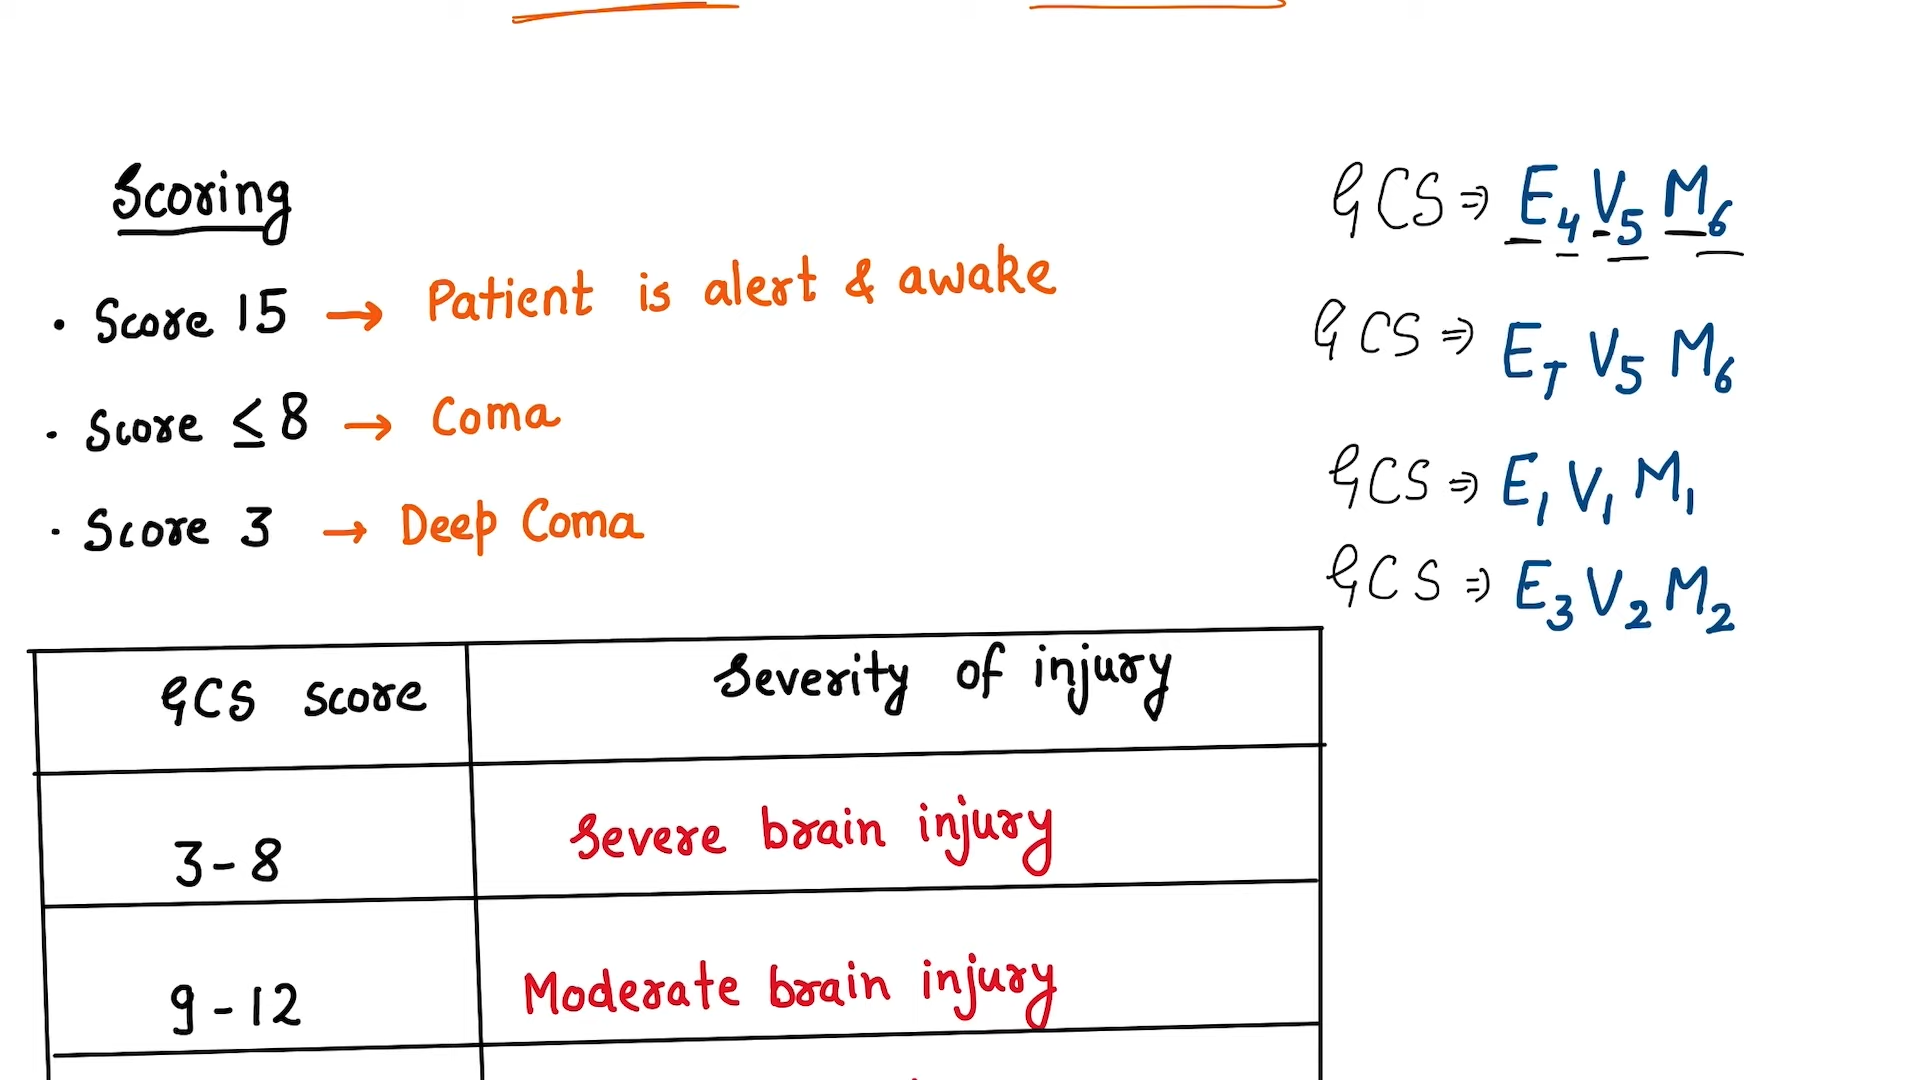 Scoring
• Score 15 → Patient is alert & awake
• Score ≤ 8 → Coma
• Score 3 → Deep Coma
GCS ⇒ E4 V5 M6
GCS ⇒ ET V5 M6
GCS ⇒ E1 V1 M1
GCS ⇒ E3 V2 M2
GCS score Severity of injury
3-8 Severe brain injury
9-12 Moderate brain injury